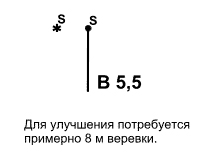 S S
В 5,5
Для улучшения потребуется
примерно 8 м веревки.